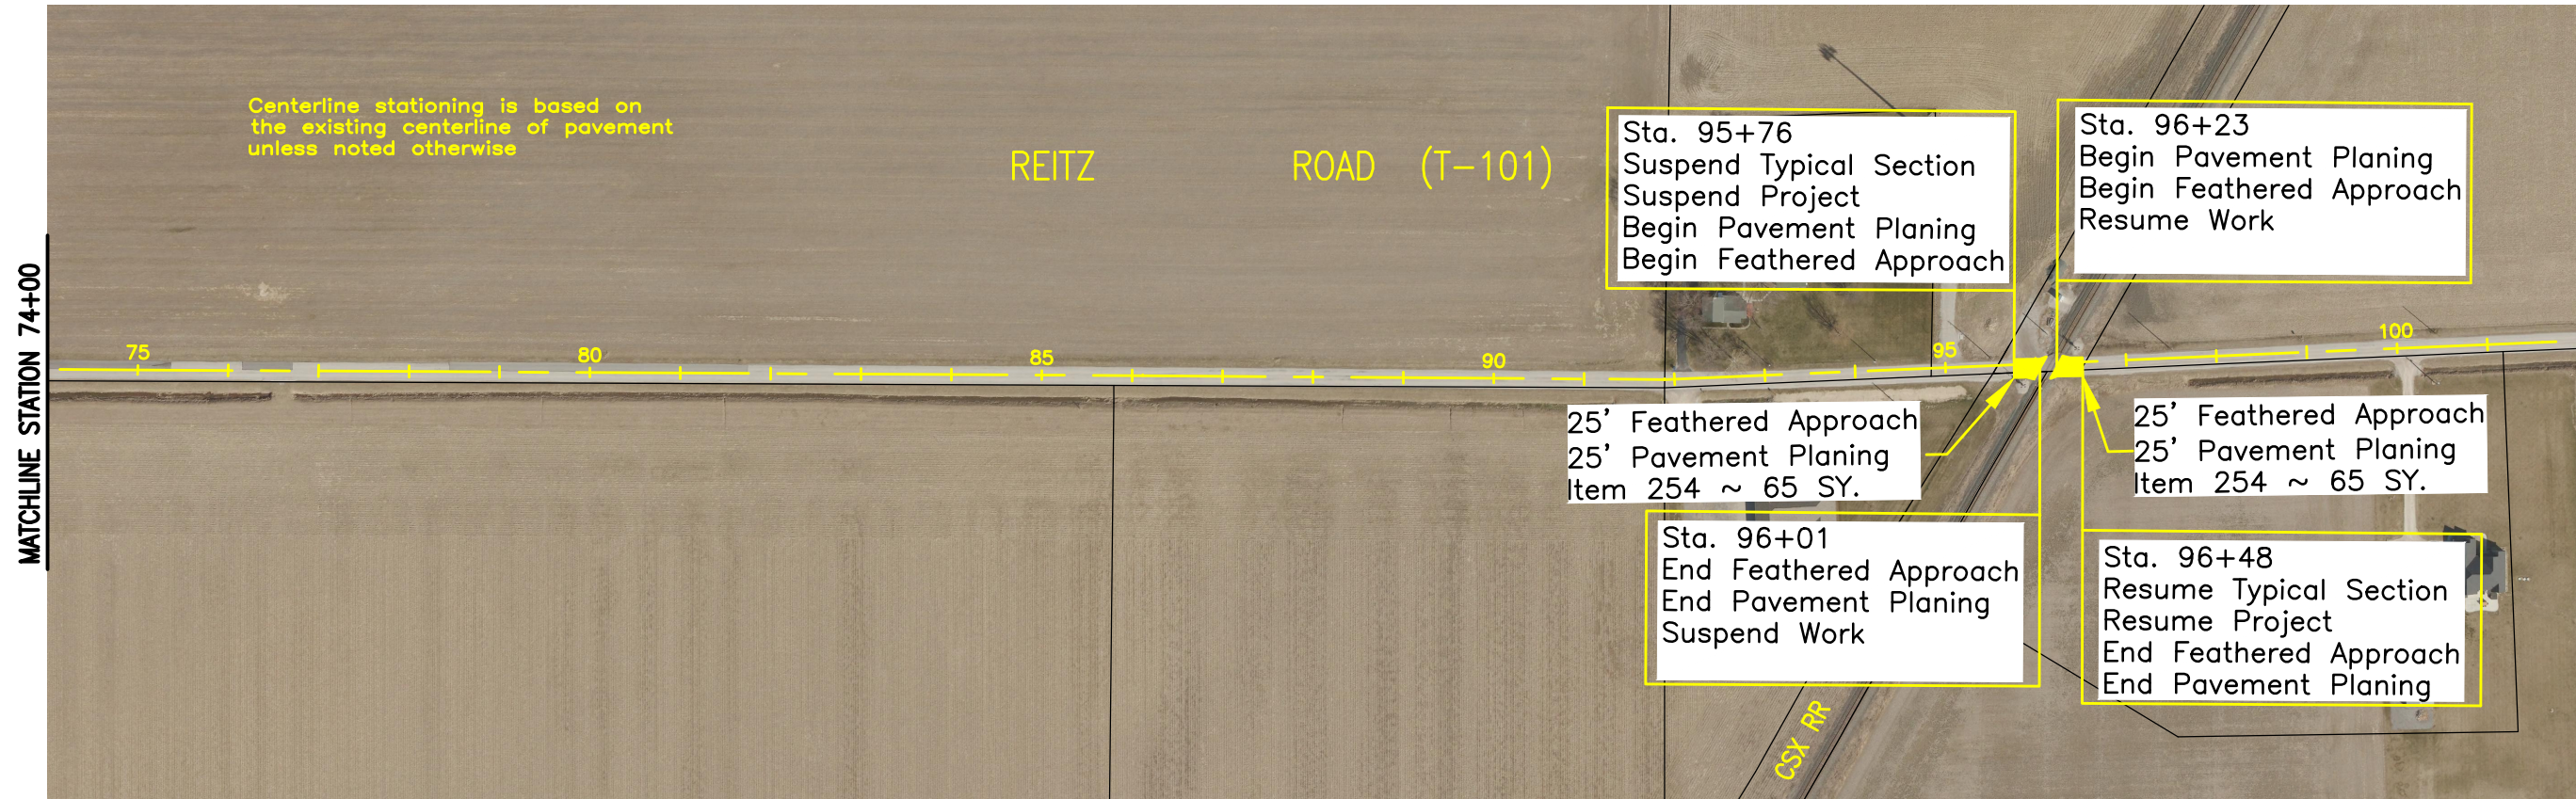 MATCHLINE STATION 74+00
Centerline stationing is based on
the existing centerline of pavement
unless noted otherwise
REITZ ROAD (T-101)
Sta. 95+76
Suspend Typical Section
Suspend Project
Begin Pavement Planing
Begin Feathered Approach
Sta. 96+23
Begin Pavement Planing
Begin Feathered Approach
Resume Work
75
80
85
90
95
100
25' Feathered Approach
25' Pavement Planing
Item 254 ~ 65 SY.
25' Feathered Approach
25' Pavement Planing
Item 254 ~ 65 SY.
Sta. 96+01
End Feathered Approach
End Pavement Planing
Suspend Work
Sta. 96+48
Resume Typical Section
Resume Project
End Feathered Approach
End Pavement Planing
CSX RR